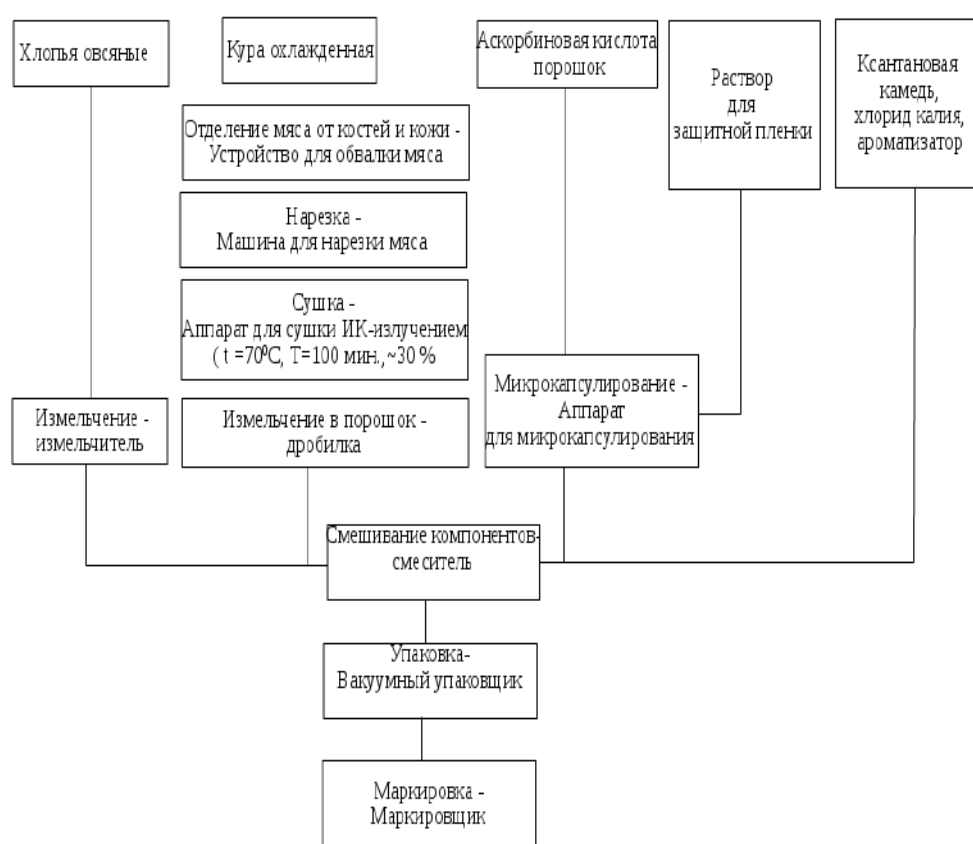 Хлопья овсяные
Кура охлажденная
Аскорбиновая кислота
порошок
Раствор
для
защитной пленки
Ксантановая
камедь,
хлорид калия,
ароматизатор
Отделение мяса от костей и кожи -
Устройство для обвалки мяса
Нарезка -
Машина для нарезки мяса
Сушка -
Аппарат для сушки ИК-излучением
( t =70⁰С, Т=100 мин.,~30 %
Микрокапсулирование -
Аппарат
для микрокапсулирования
Измельчение -
измельчитель
Измельчение в порошок -
дробилка
Смешивание компонентов-
смеситель
Упаковка-
Вакуумный упаковщик
Маркировка -
Маркировщик